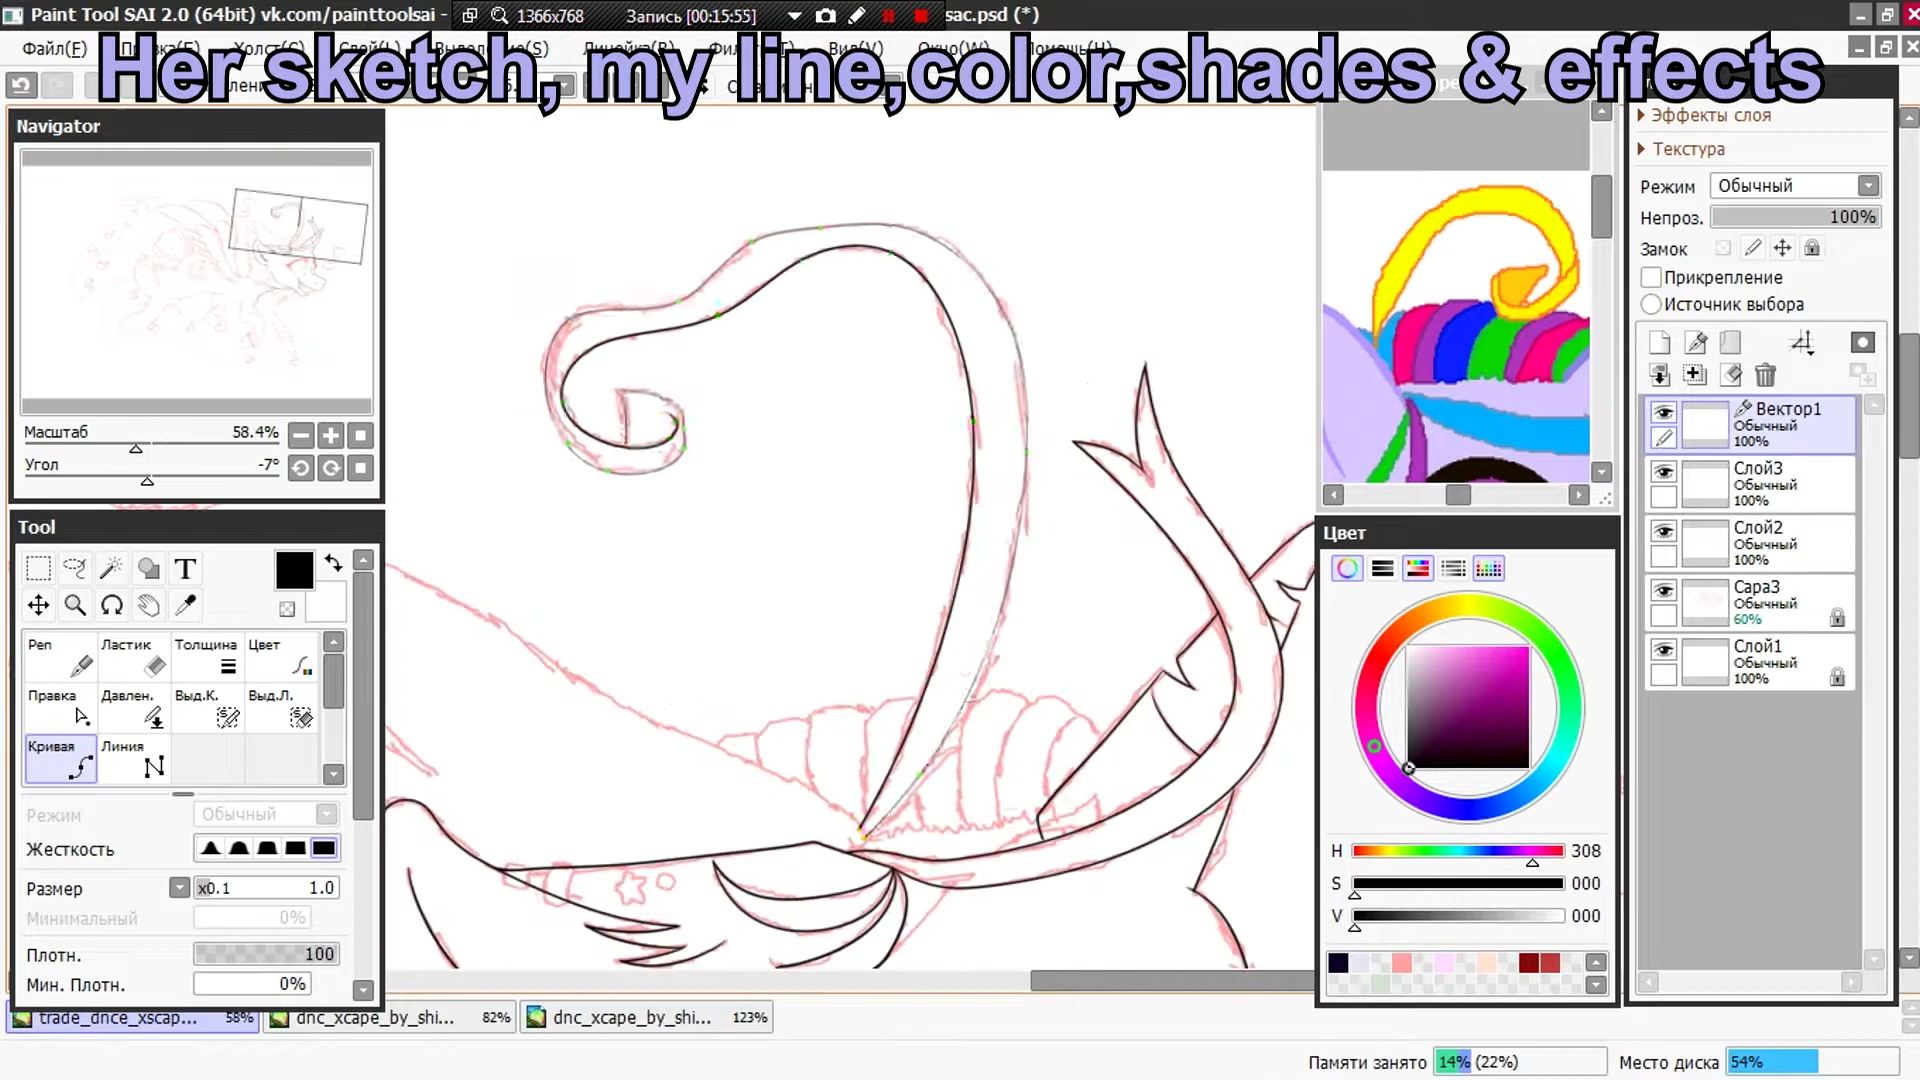 Paint Tool SAI 2.0 (64bit) vk.com/painttoolsai -
1366x768
Запись [00:15:55]
sac.psd (*)
Файл(F)
Her sketch, my line,color,shades & effects
Navigator
Масштаб 58.4%
Угол -7°
Tool
T
Pen
Ластик
Толщина
Цвет
Правка
Давлен.
Выд.К.
Выд.Л.
Кривая
Линия
Режим Обычный
Жесткость
Размер x0.1 1.0
Минимальный 0%
Плотн. 100
Мин. Плотн. 0%
Эффекты слоя
Текстура
Режим Обычный
Непроз. 100%
Замок
Прикрепление
Источник выбора
Вектор1
Обычный
100%
Слой3
Обычный
100%
Слой2
Обычный
100%
Сара3
Обычный
60%
Слой1
Обычный
100%
Цвет
H 308
S 000
V 000
trade_dnce_xscap... 58%
dnc_xcape_by_shi... 82%
dnc_xcape_by_shi... 123%
Памяти занято 14% (22%)
Место диска 54%